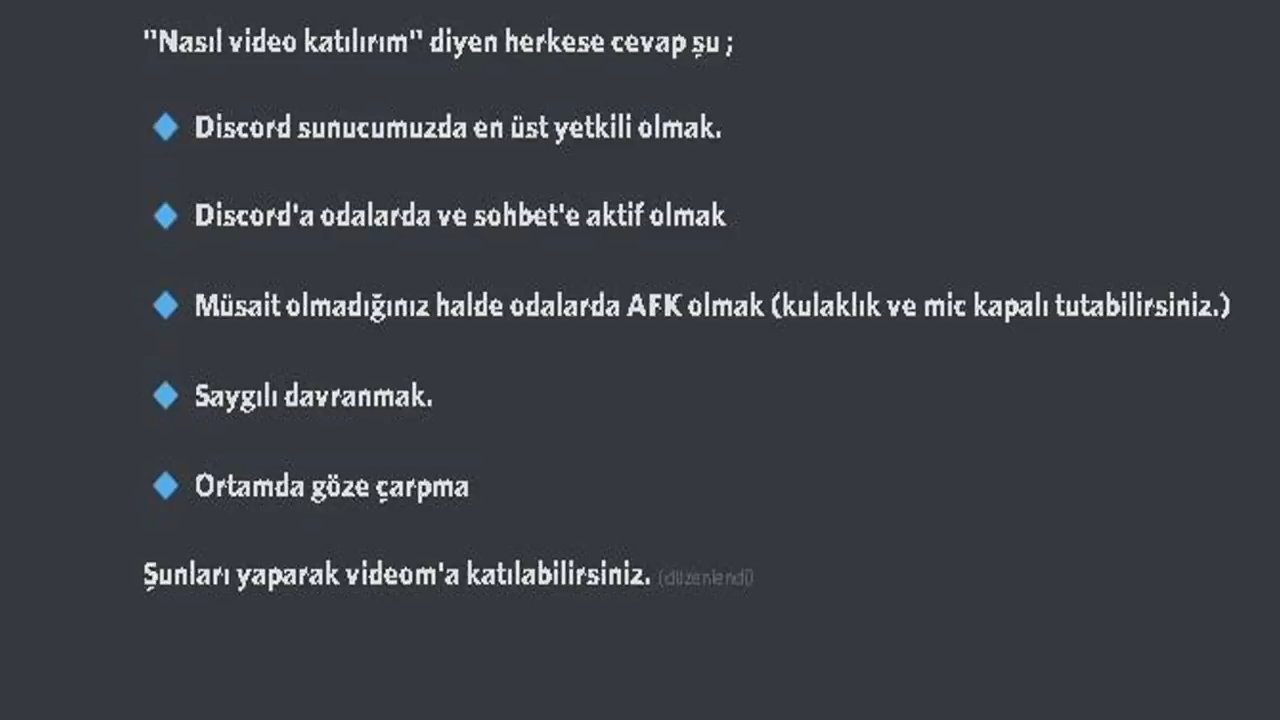 "Nasıl video katılırım" diyen herkese cevap şu ;
Discord sunucumuzda en üst yetkili olmak.
Discord'a odalarda ve sohbet'e aktif olmak
Müsait olmadığınız halde odalarda AFK olmak (kulaklık ve mic kapalı tutabilirsiniz.)
Saygılı davranmak.
Ortamda göze çarpma
Şunları yaparak videom'a katılabilirsiniz. (düzenlendi)